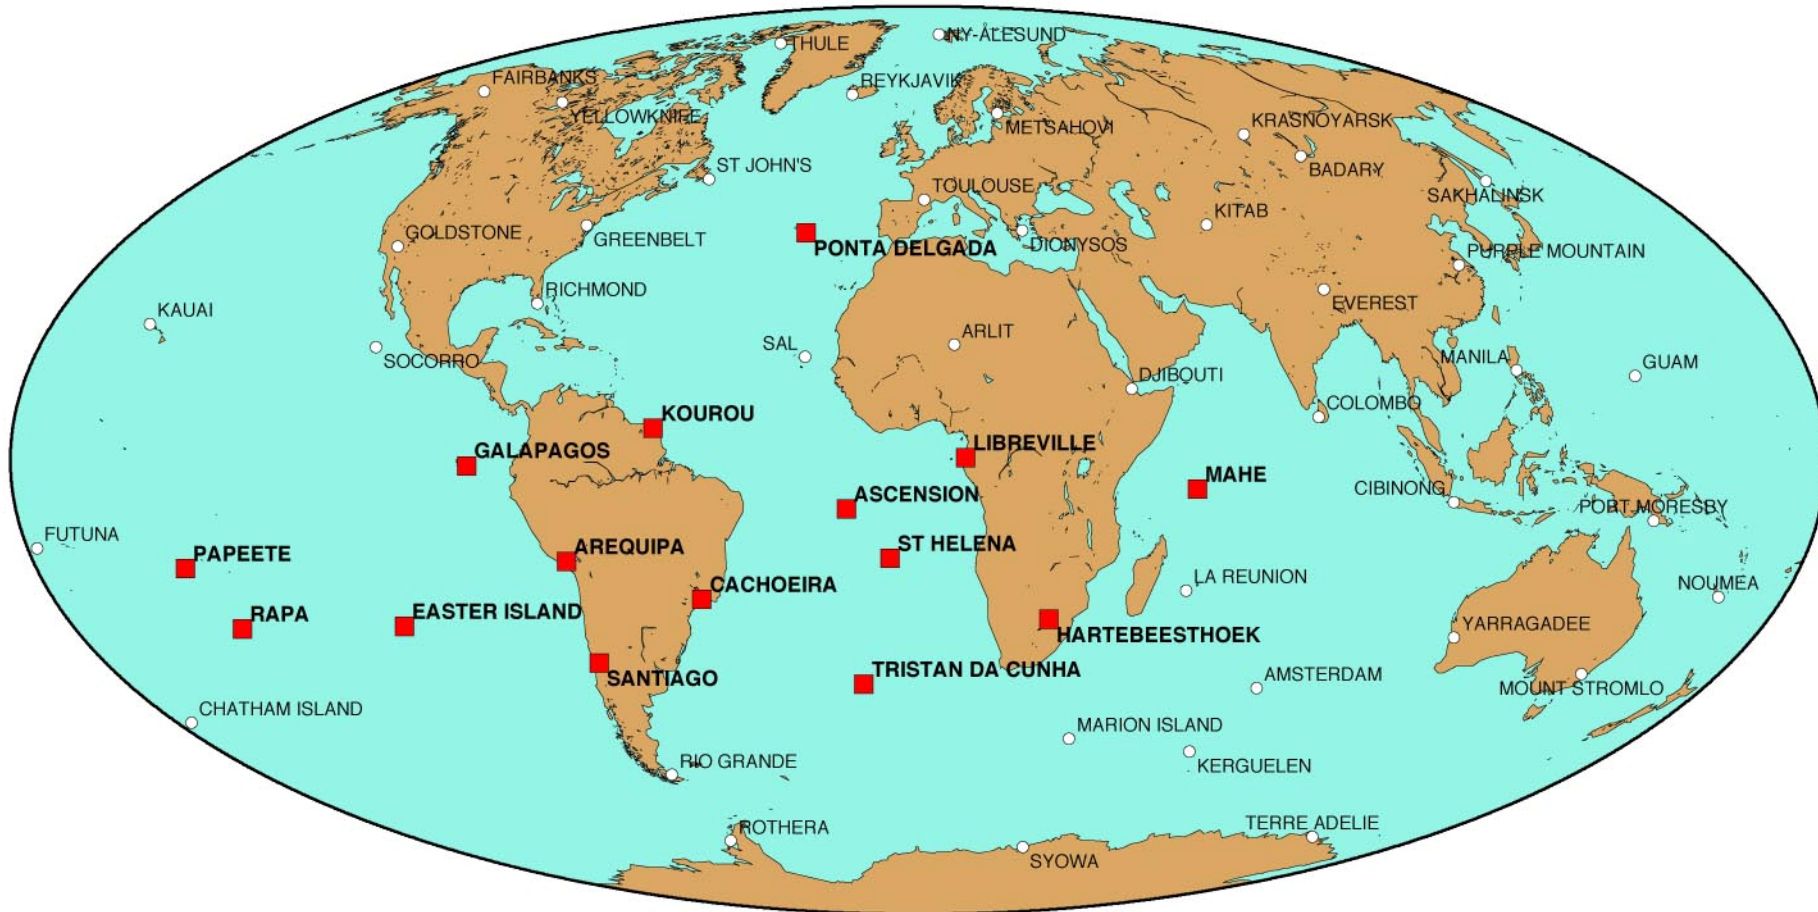 NY-ÅLESUND
THULE
FAIRBANKS
REYKJAVIK
YELLOWKNIFE
METSAHOVI
KRASNOYARSK
ST JOHN'S
BADARY
TOULOUSE
SAKHALINSK
KITAB
GOLDSTONE
GREENBELT
PONTA DELGADA
DIONYSOS
PURPLE MOUNTAIN
RICHMOND
EVEREST
KAUAI
ARLIT
SAL
SOCORRO
MANILA
GUAM
DJIBOUTI
COLOMBO
KOUROU
LIBREVILLE
GALAPAGOS
MAHE
ASCENSION
CIBINONG
PORT MORESBY
FUTUNA
ST HELENA
PAPEETE
AREQUIPA
LA REUNION
NOUMEA
CACHOEIRA
RAPA
EASTER ISLAND
YARRAGADEE
HARTEBEESTHOEK
TRISTAN DA CUNHA
SANTIAGO
AMSTERDAM
MOUNT STROMLO
CHATHAM ISLAND
MARION ISLAND
RIO GRANDE
KERGUELEN
ROTHERA
TERRE ADELIE
SYOWA